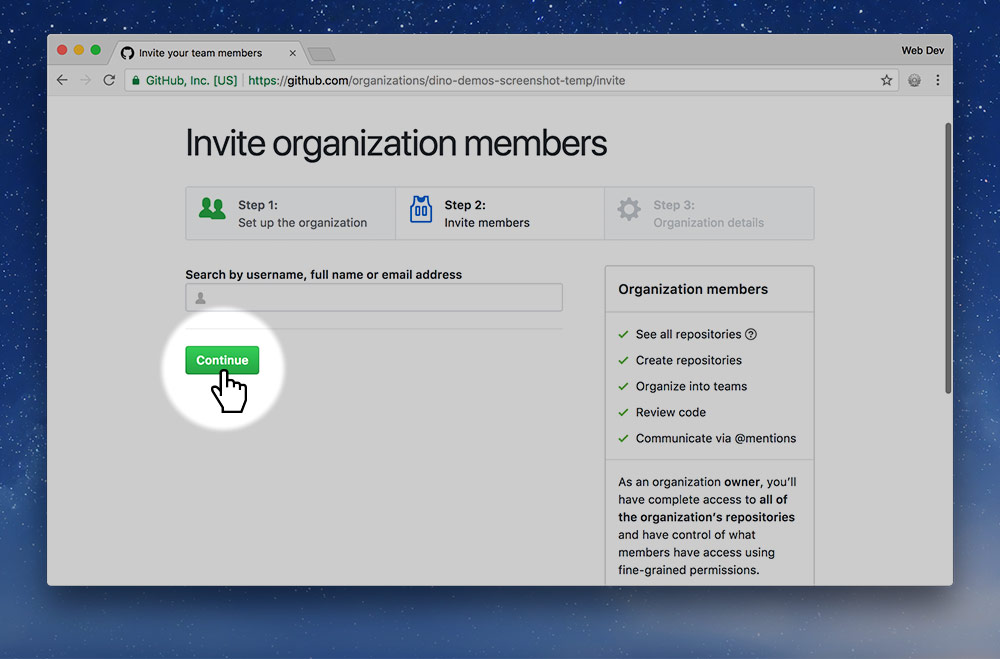 Invite your team members
Web Dev
GitHub, Inc. [US] https://github.com/organizations/dino-demos-screenshot-temp/invite
Invite organization members
Step 1:
Set up the organization
Step 2:
Invite members
Step 3:
Organization details
Search by username, full name or email address
Continue
Organization members
See all repositories
Create repositories
Organize into teams
Review code
Communicate via @mentions
As an organization owner, you’ll
have complete access to all of
the organization’s repositories
and have control of what
members have access using
fine-grained permissions.